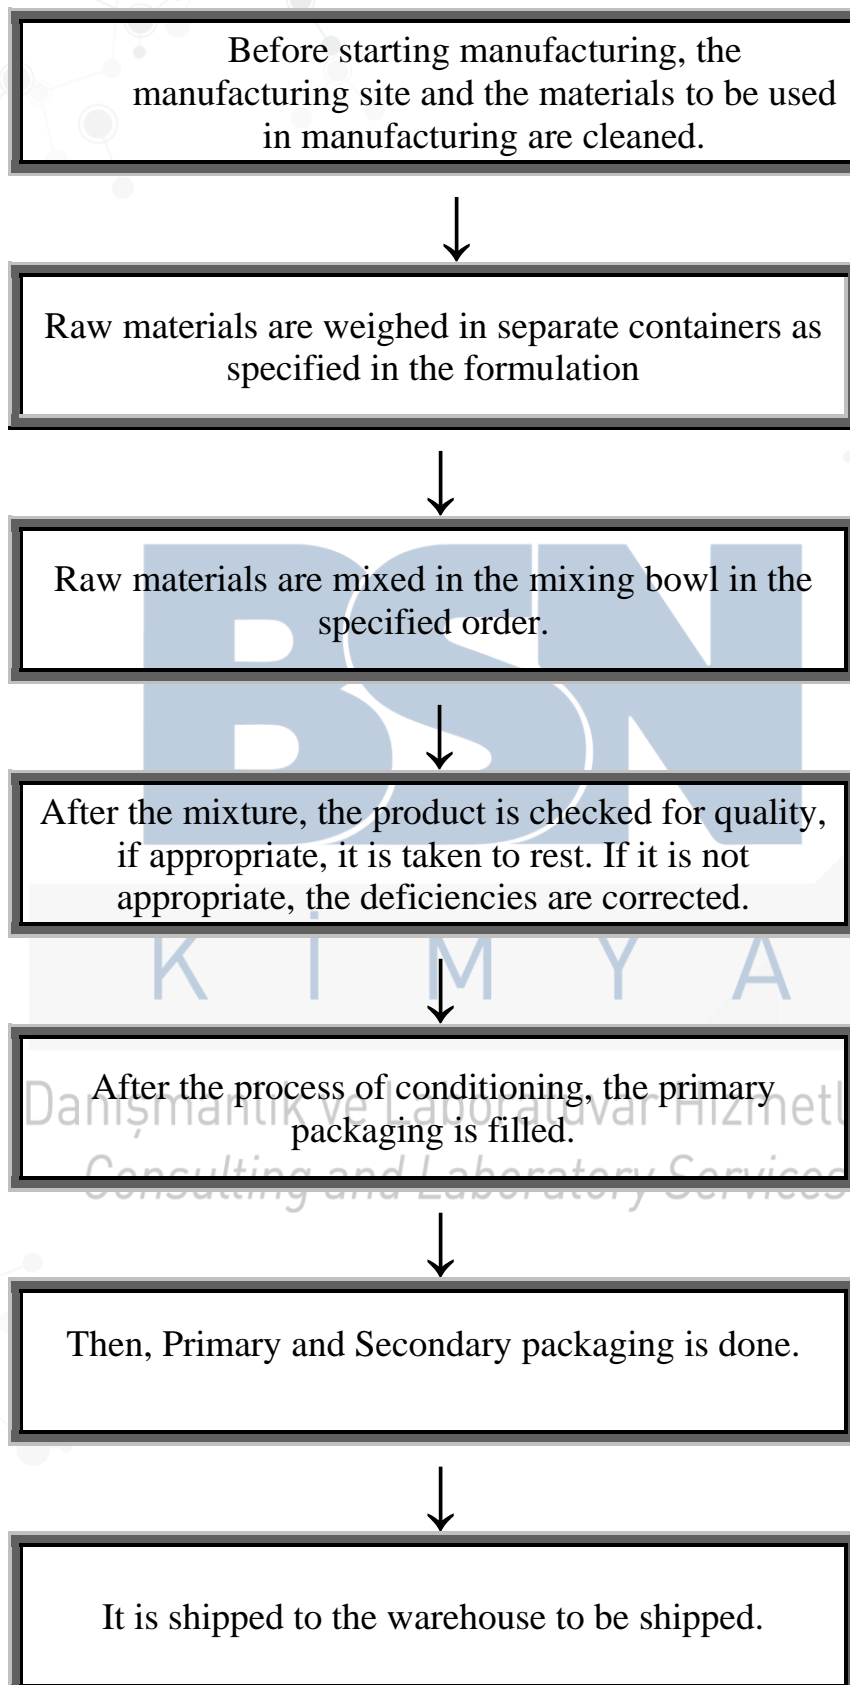 Before starting manufacturing, the
manufacturing site and the materials to be used
in manufacturing are cleaned.
Raw materials are weighed in separate containers as
specified in the formulation
Raw materials are mixed in the mixing bowl in the
specified order.
BSN
After the mixture, the product is checked for quality,
if appropriate, it is taken to rest. If it is not
appropriate, the deficiencies are corrected.
KİMYA
After the process of conditioning, the primary
packaging is filled.
Danışmanlık ve Laboratuvar Hizmetl
Consulting and Laboratory Services
Then, Primary and Secondary packaging is done.
It is shipped to the warehouse to be shipped.